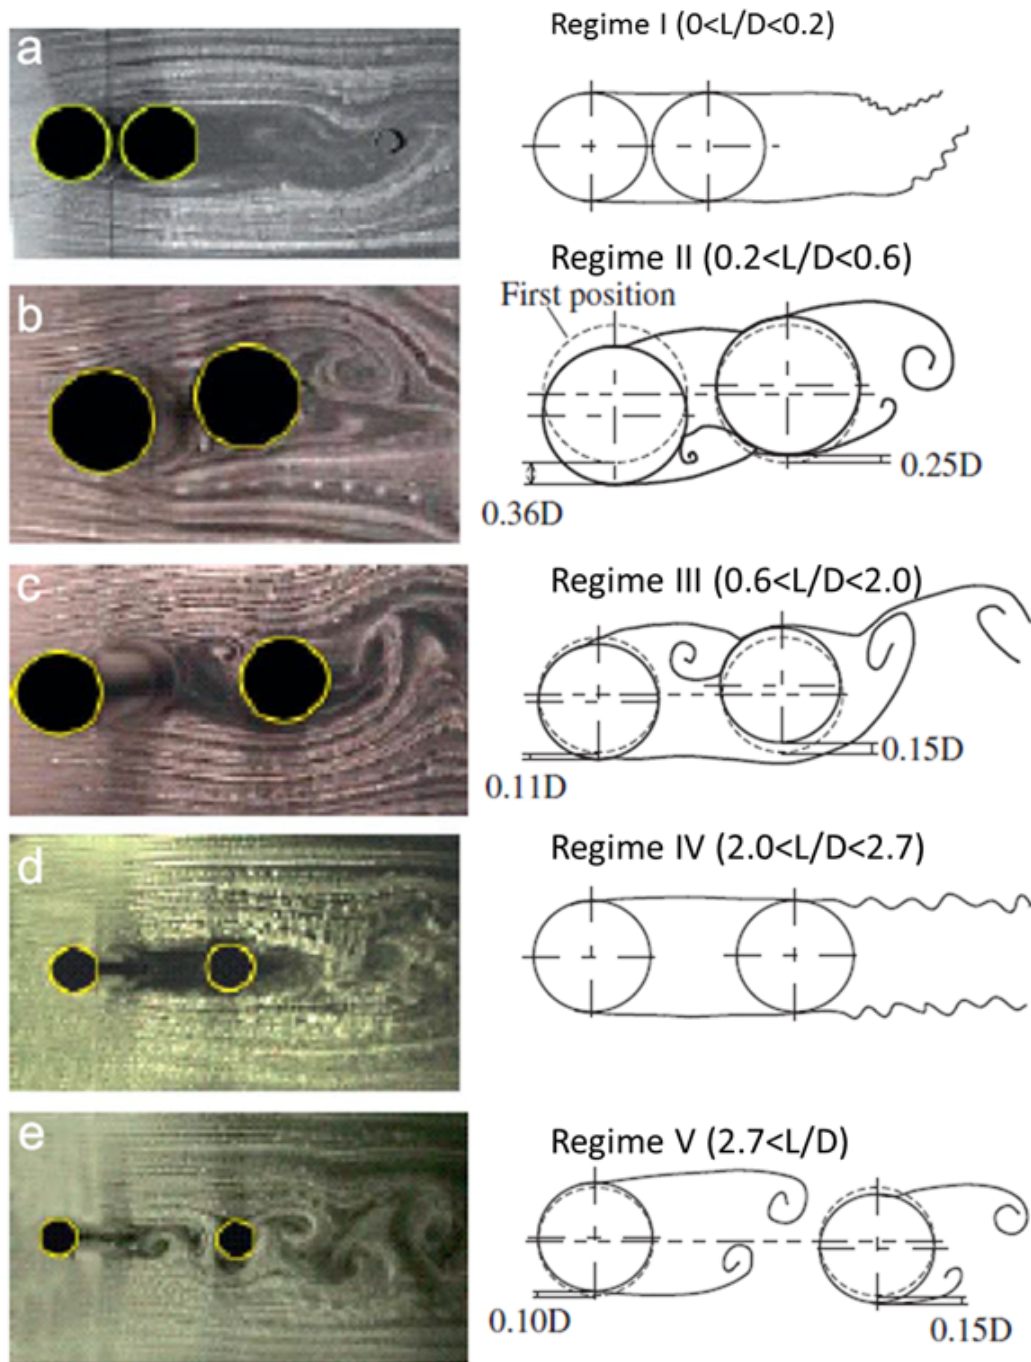 a
Regime I (0<L/D<0.2)
Regime II (0.2<L/D<0.6)
b
First position
0.25D
0.36D
c
Regime III (0.6<L/D<2.0)
0.15D
0.11D
d
Regime IV (2.0<L/D<2.7)
e
Regime V (2.7<L/D)
0.10D
0.15D